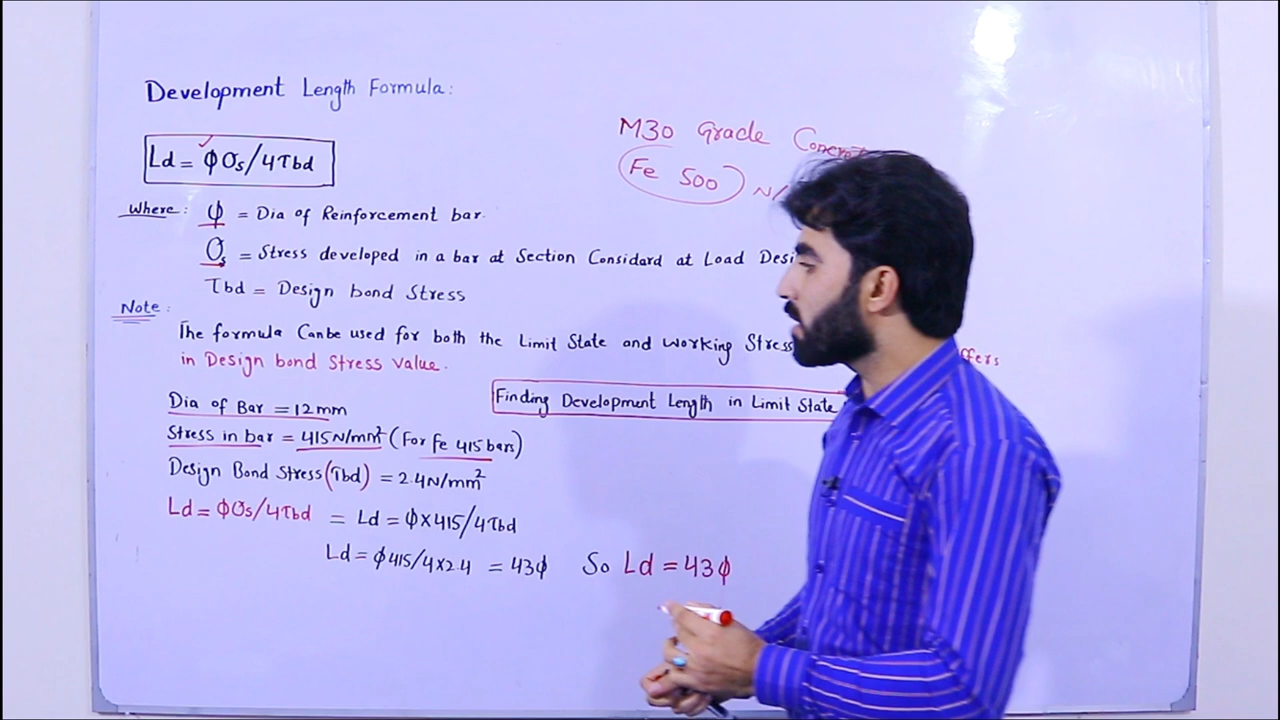 Development Length Formula:
Ld = ϕσs/4τbd
M30 Grade
Fe 500 N/
Where: ϕ = Dia of Reinforcement bar.
σs = Stress developed in a bar at Section Considard at Load
τbd = Design bond Stress
Note:
The formula Canbe used for both the Limit State and working Stress
in Design bond Stress value.
Finding Development Length in Limit State
Dia of Bar = 12mm
Stress in bar = 415N/mm² (For fe 415 bars)
Design Bond Stress (τbd) = 2.4N/mm²
Ld = ϕσs/4τbd = Ld = ϕ×415/4τbd
Ld = ϕ415/4×2.4 = 43ϕ So Ld = 43ϕ